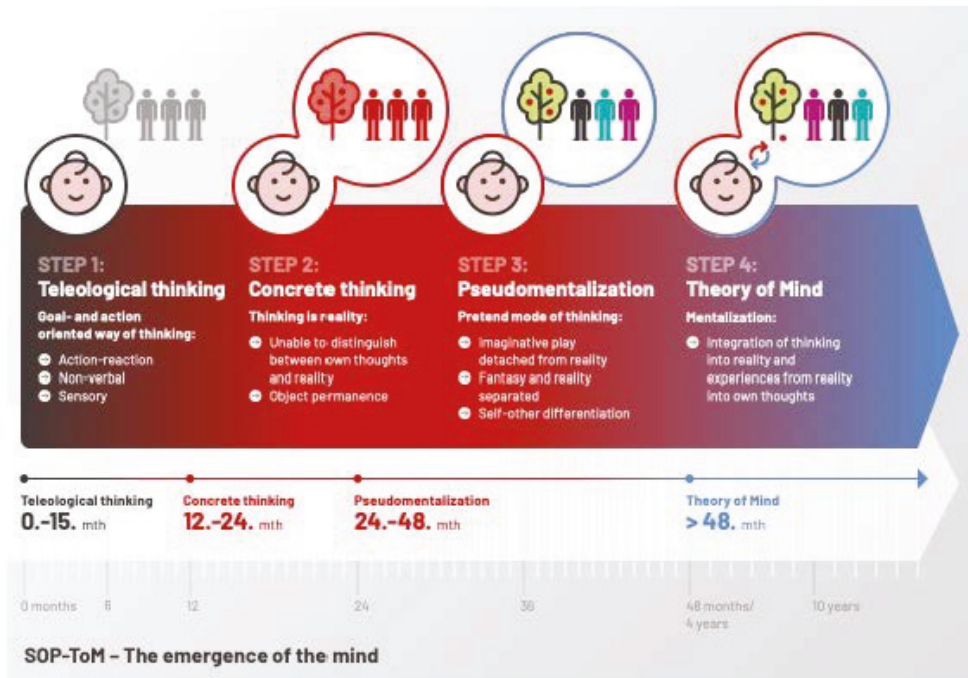 STEP 1:
Teleological thinking
Goal- and action
oriented way of thinking:
Action-reaction
Non-verbal
Sensory
STEP 2:
Concrete thinking
Thinking is reality:
Unable to distinguish
between own thoughts
and reality
Object permanence
STEP 3:
Pseudomentalization
Pretend mode of thinking:
Imaginative play
detached from reality
Fantasy and reality
separated
Self-other differentiation
STEP 4:
Theory of Mind
Mentalization:
Integration of thinking
into reality and
experiences from reality
into own thoughts
Teleological thinking
0.-15. mth
Concrete thinking
12.-24. mth
Pseudomentalization
24.-48. mth
Theory of Mind
> 48. mth
0 months 6 12 24 36 48 months/ 10 years
4 years
SOP-ToM – The emergence of the mind